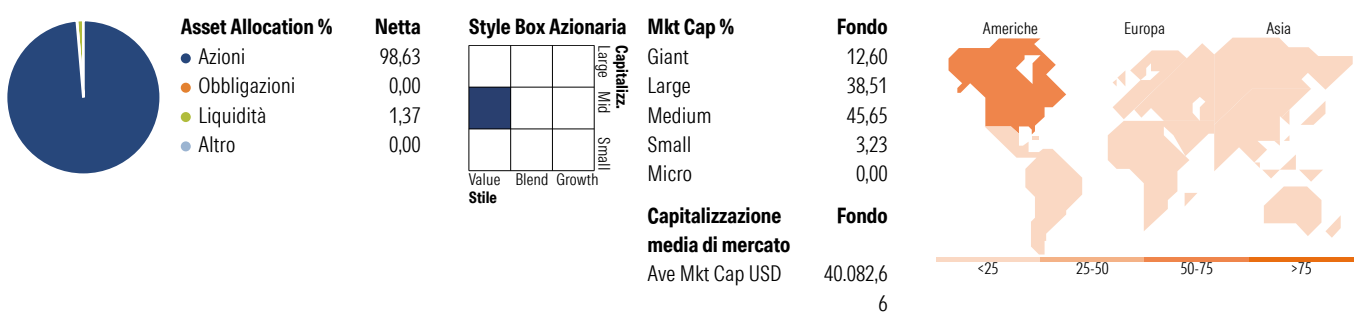 Asset Allocation % Netta
Azioni 98,63
Obbligazioni 0,00
Liquidità 1,37
Altro 0,00
Style Box Azionaria
Capitalizz.
Large Mid Small
Value Blend Growth
Stile
Mkt Cap % Fondo
Giant 12,60
Large 38,51
Medium 45,65
Small 3,23
Micro 0,00
Capitalizzazione Fondo
media di mercato
Ave Mkt Cap USD 40.082,6
6
Americhe Europa Asia
<25 25-50 50-75 >75